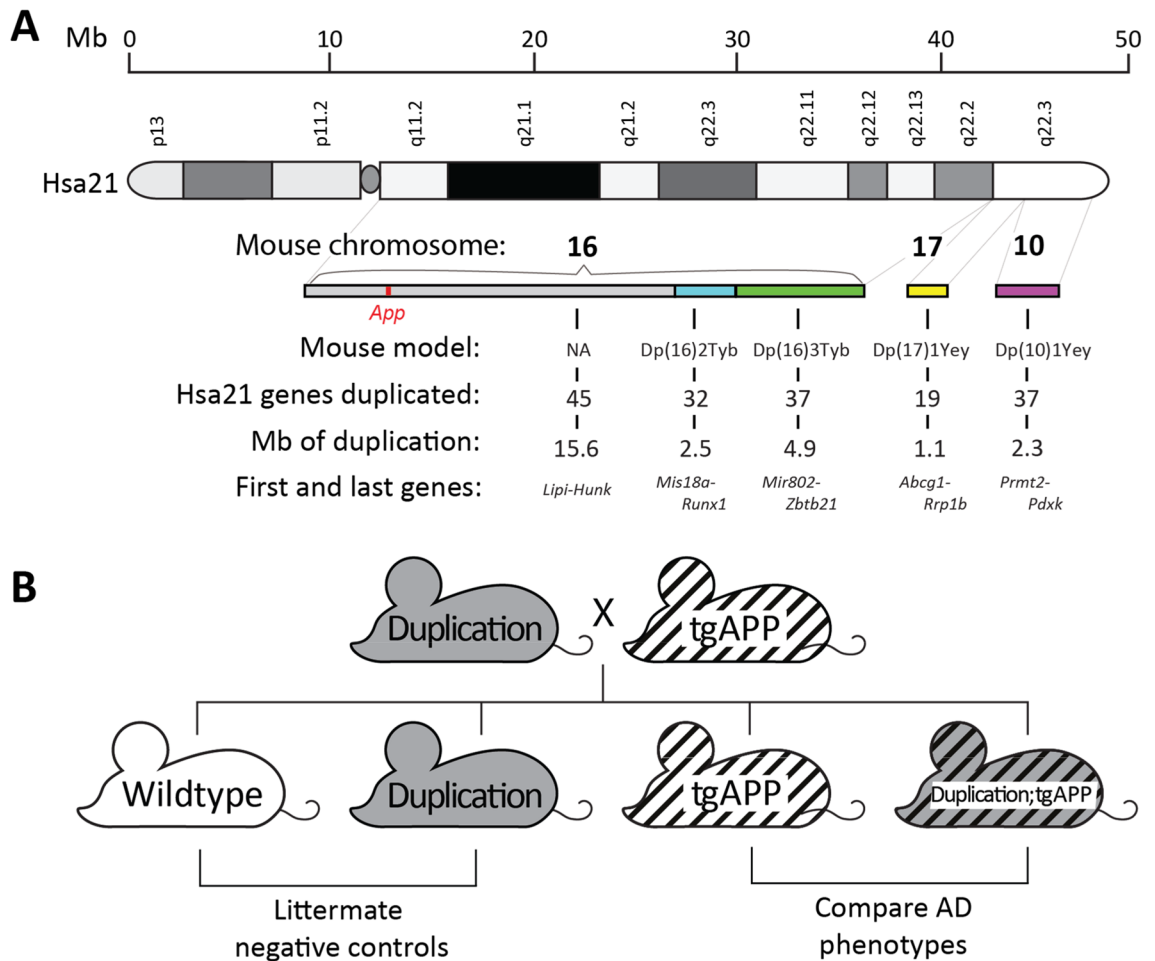 A
Mb 0 10 20 30 40 50
p13 p11.2 q11.2 q21.1 q21.2 q22.3 q22.11 q22.12 q22.13 q22.2 q22.3
Hsa21
Mouse chromosome: 16 17 10
App
Mouse model: NA Dp(16)2Tyb Dp(16)3Tyb Dp(17)1Yey Dp(10)1Yey
Hsa21 genes duplicated: 45 32 37 19 37
Mb of duplication: 15.6 2.5 4.9 1.1 2.3
First and last genes: Lipi-Hunk Mis18a- Mir802- Abcg1- Prmt2-
Runx1 Zbtb21 Rrp1b Pdxk
B
Duplication X tgAPP
Wildtype Duplication tgAPP Duplication;tgAPP
Littermate
negative controls
Compare AD
phenotypes